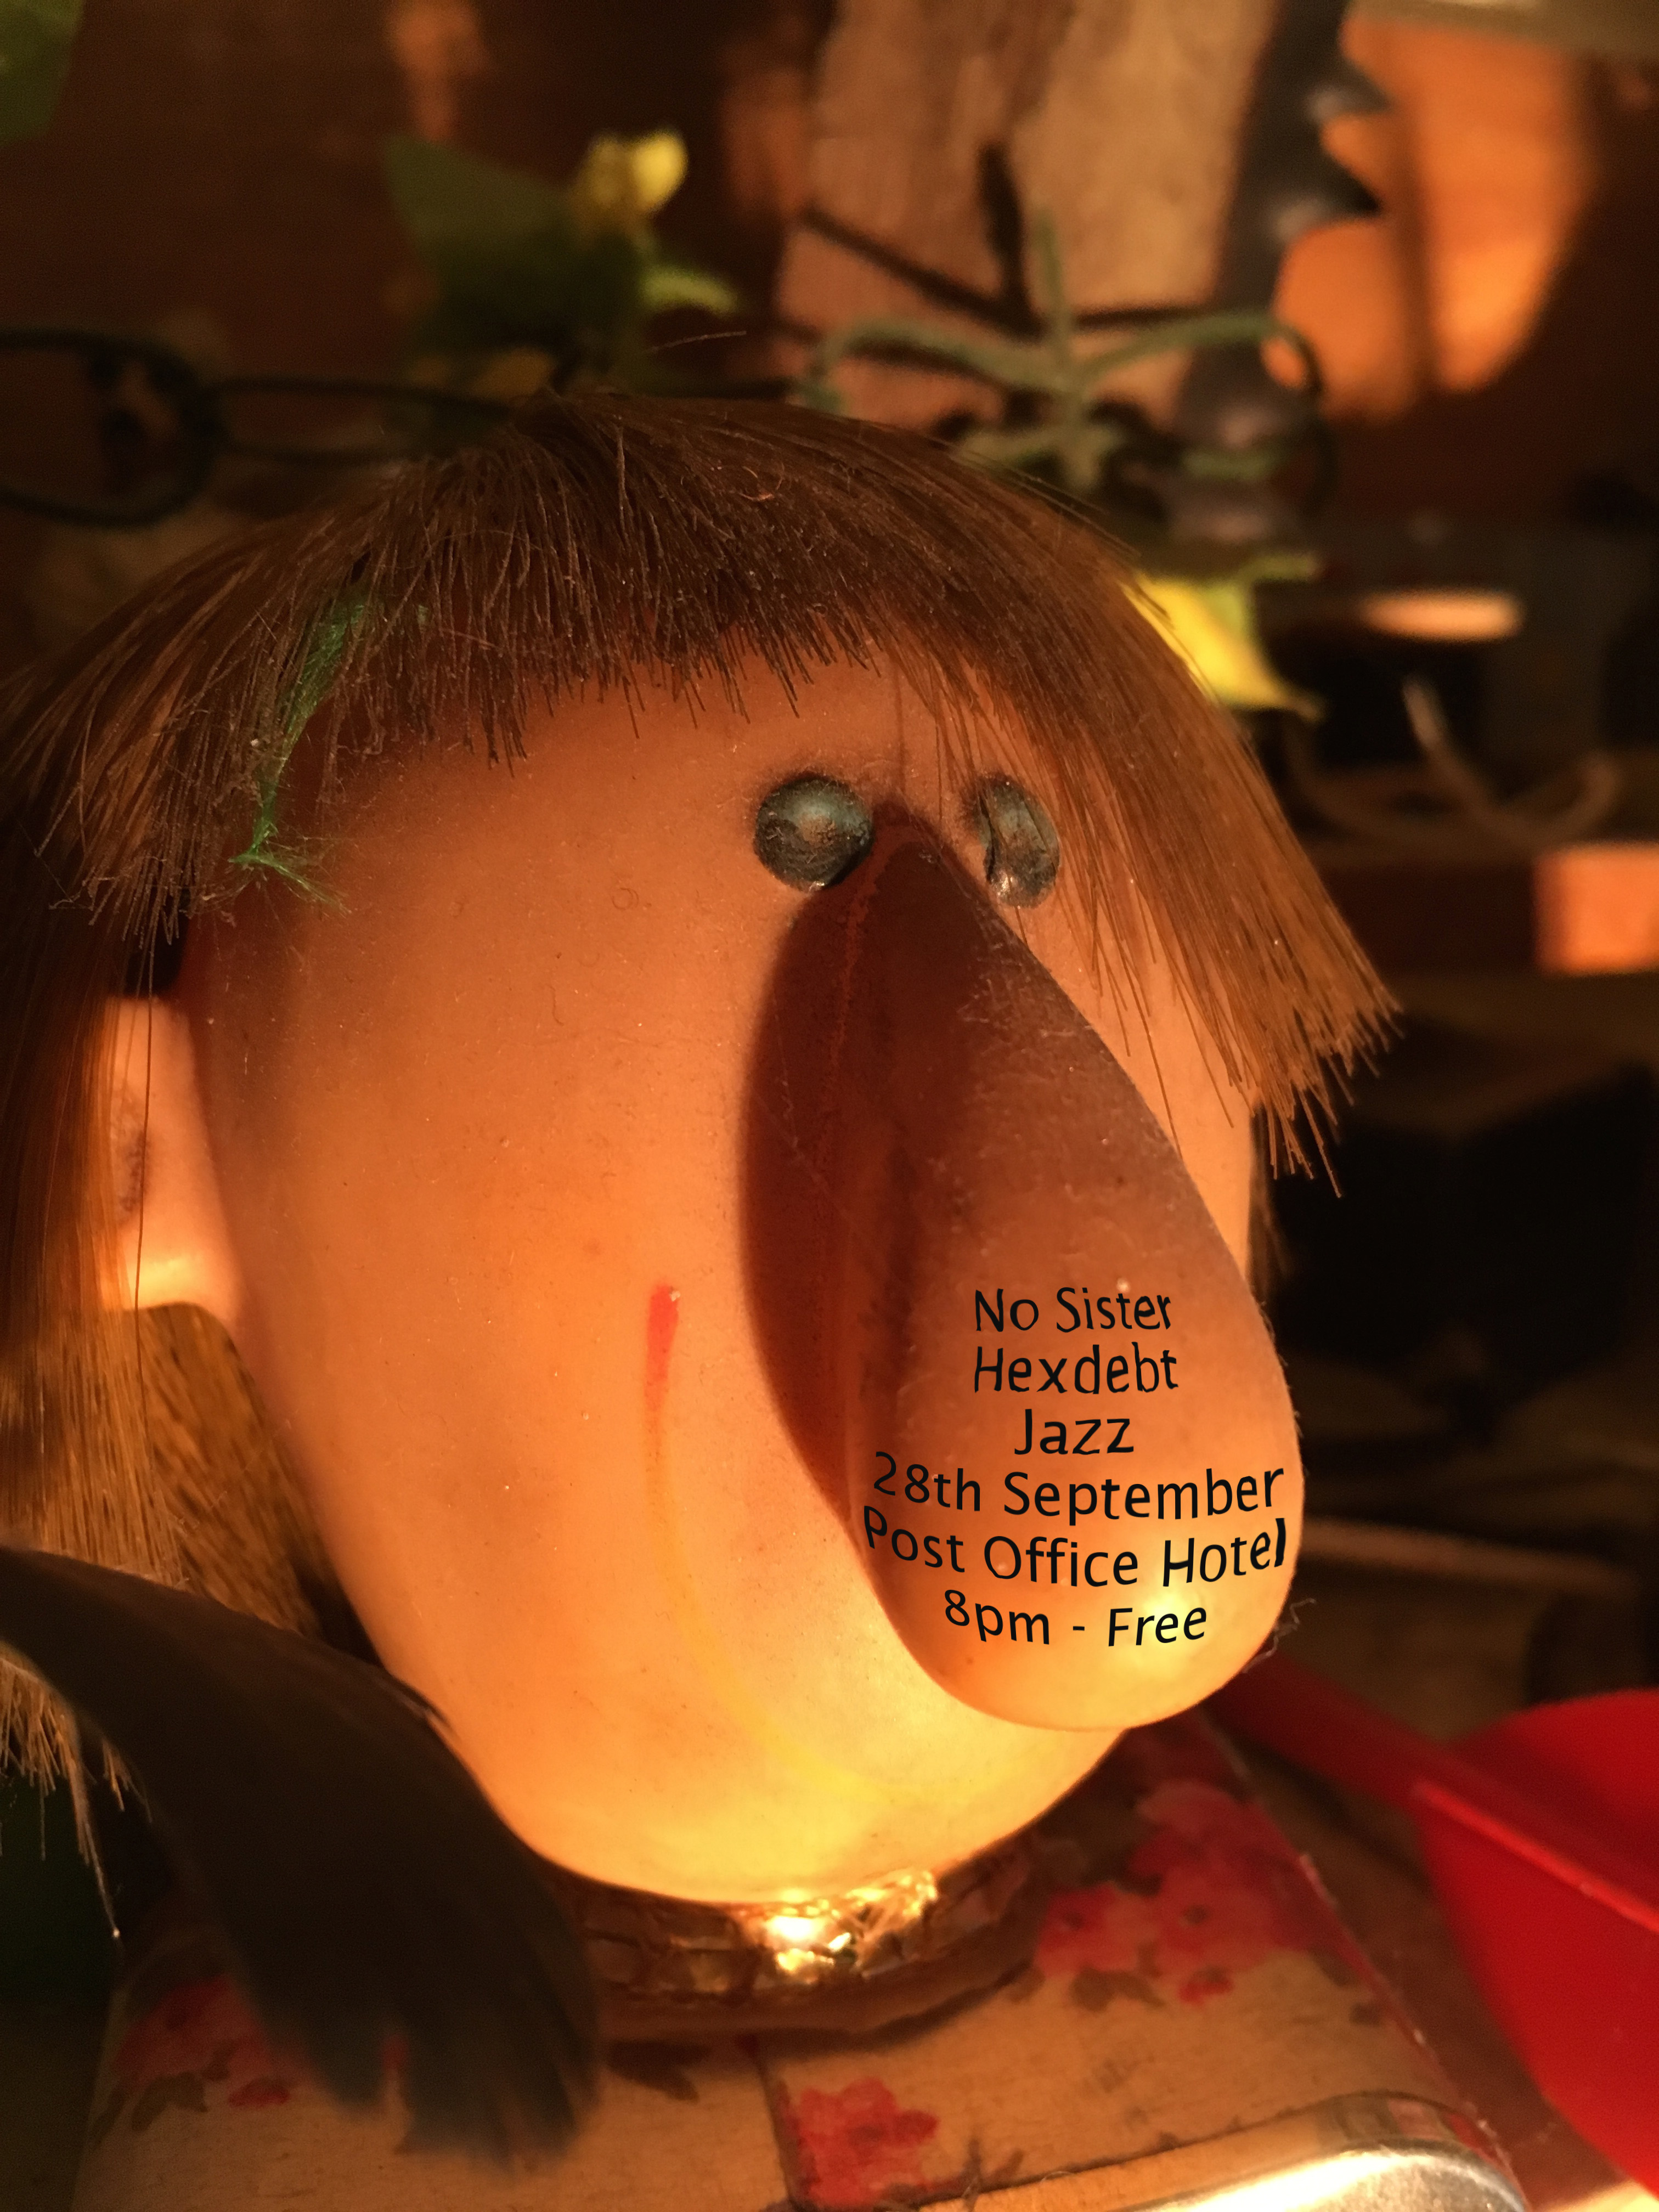 No Sister
Hexdebt
Jazz
28th September
Post Office Hotel
8pm - Free